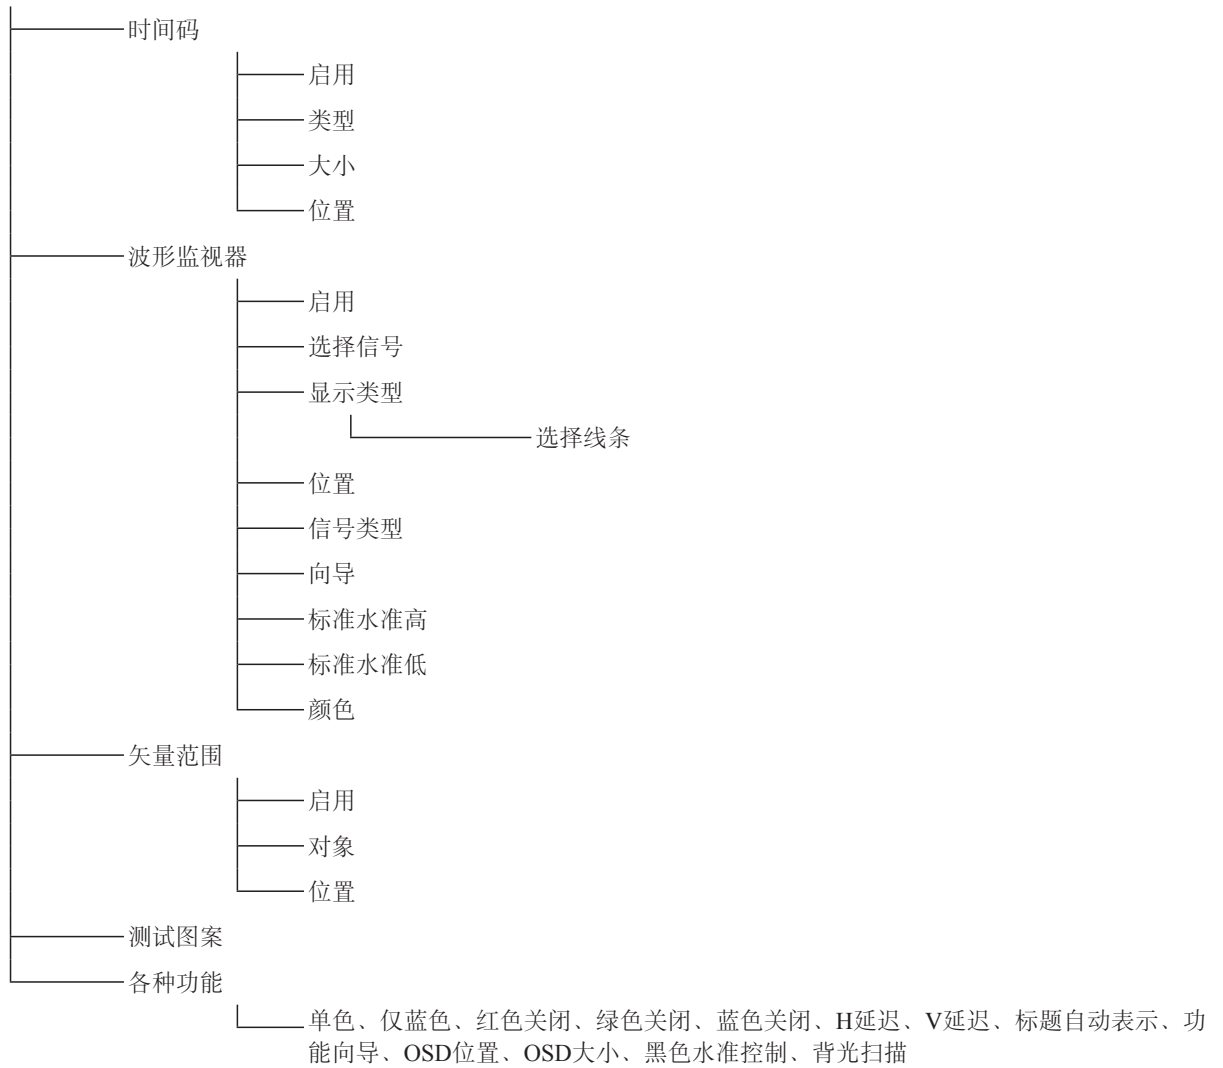 时间码
启用
类型
大小
位置
波形监视器
启用
选择信号
显示类型
选择线条
位置
信号类型
向导
标准水准高
标准水准低
颜色
矢量范围
启用
对象
位置
测试图案
各种功能
单色、仅蓝色、红色关闭、绿色关闭、蓝色关闭、H延迟、V延迟、标题自动表示、功
能向导、OSD位置、OSD大小、黑色水准控制、背光扫描